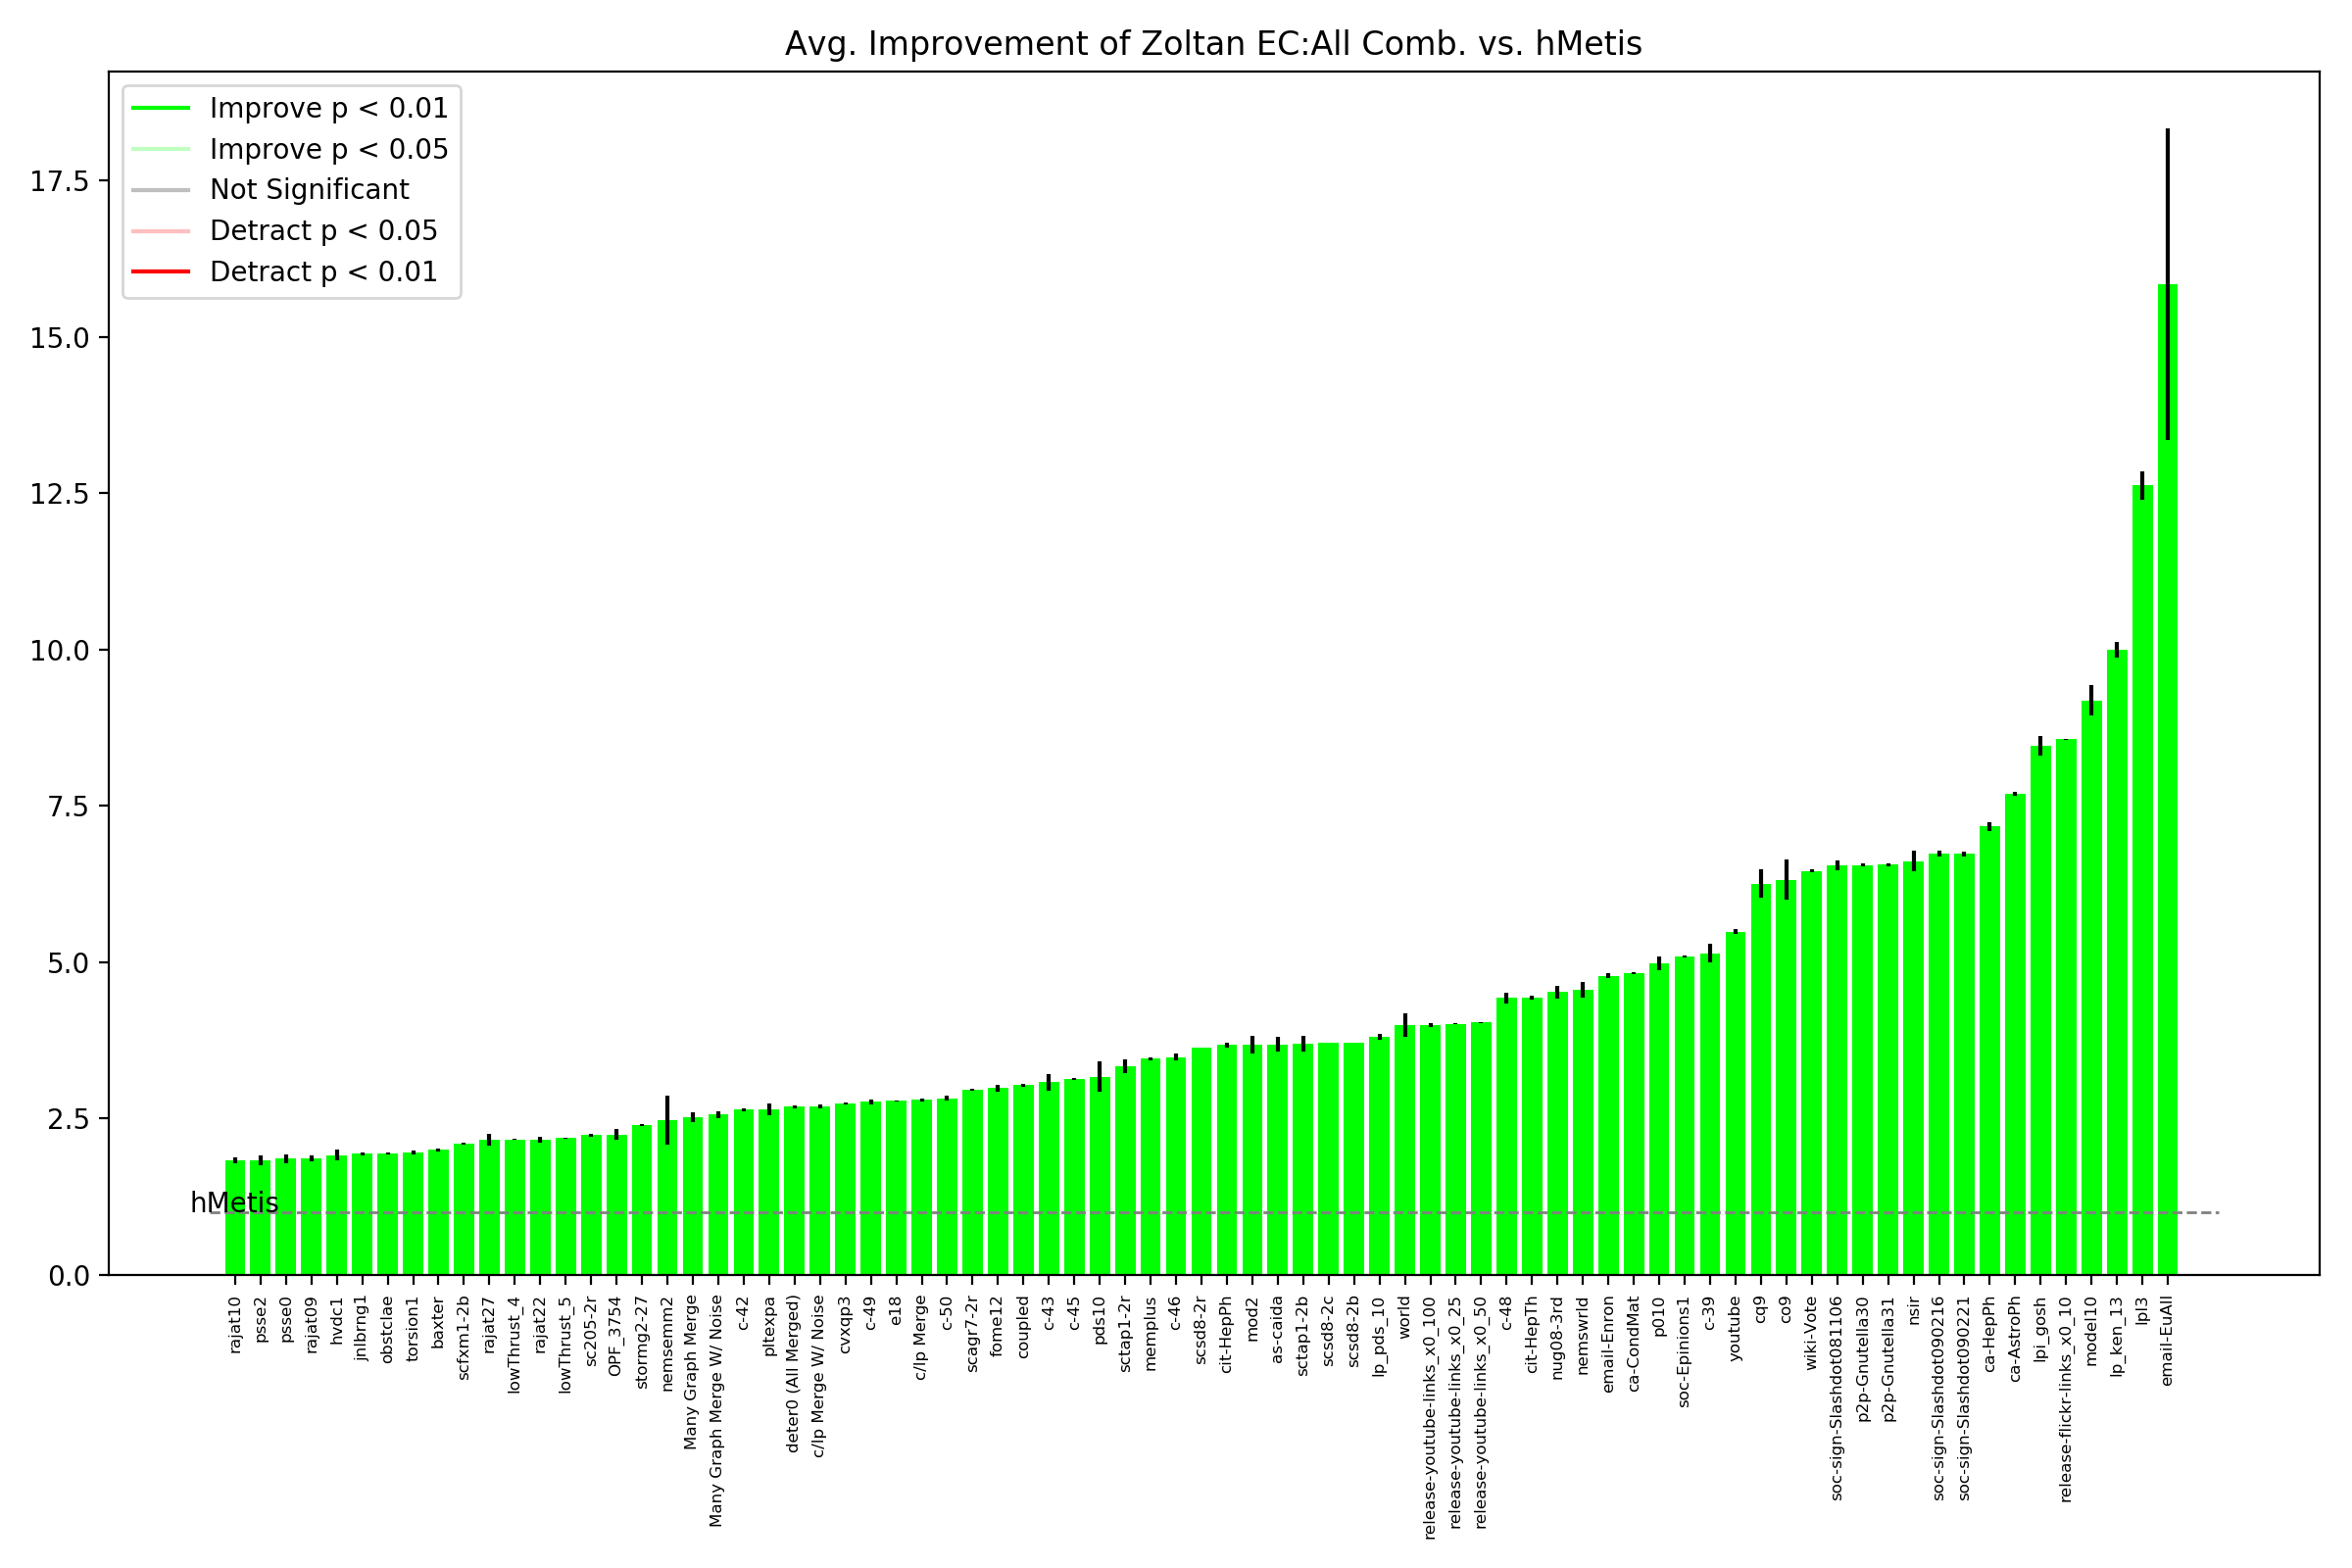 Avg. Improvement of Zoltan EC:All Comb. vs. hMetis
Improve p < 0.01
Improve p < 0.05
Not Significant
Detract p < 0.05
Detract p < 0.01
17.5
15.0
12.5
10.0
7.5
5.0
2.5
0.0
hMetis
rajat10
psse2
psse0
rajat09
hvdc1
jnlbrng1
obstclae
torsion1
baxter
scfxm1-2b
rajat27
lowThrust_4
rajat22
lowThrust_5
sc205-2r
OPF_3754
stormg2-27
nemsemm2
Many Graph Merge
Many Graph Merge W/ Noise
c-42
pltexpa
deter0 (All Merged)
c/lp Merge W/ Noise
cvxqp3
c-49
e18
c/lp Merge
c-50
scagr7-2r
fome12
coupled
c-43
c-45
pds10
sctap1-2r
memplus
c-46
scsd8-2r
cit-HepPh
mod2
as-caida
sctap1-2b
scsd8-2c
scsd8-2b
lp_pds_10
world
release-youtube-links_x0_100
release-youtube-links_x0_25
release-youtube-links_x0_50
c-48
cit-HepTh
nug08-3rd
nemswrld
email-Enron
ca-CondMat
p010
soc-Epinions1
c-39
youtube
cq9
co9
wiki-Vote
soc-sign-Slashdot081106
p2p-Gnutella30
p2p-Gnutella31
nsir
soc-sign-Slashdot090216
soc-sign-Slashdot090221
ca-HepPh
ca-AstroPh
lpi_gosh
release-flickr-links_x0_10
model10
lp_ken_13
lpl3
email-EuAll